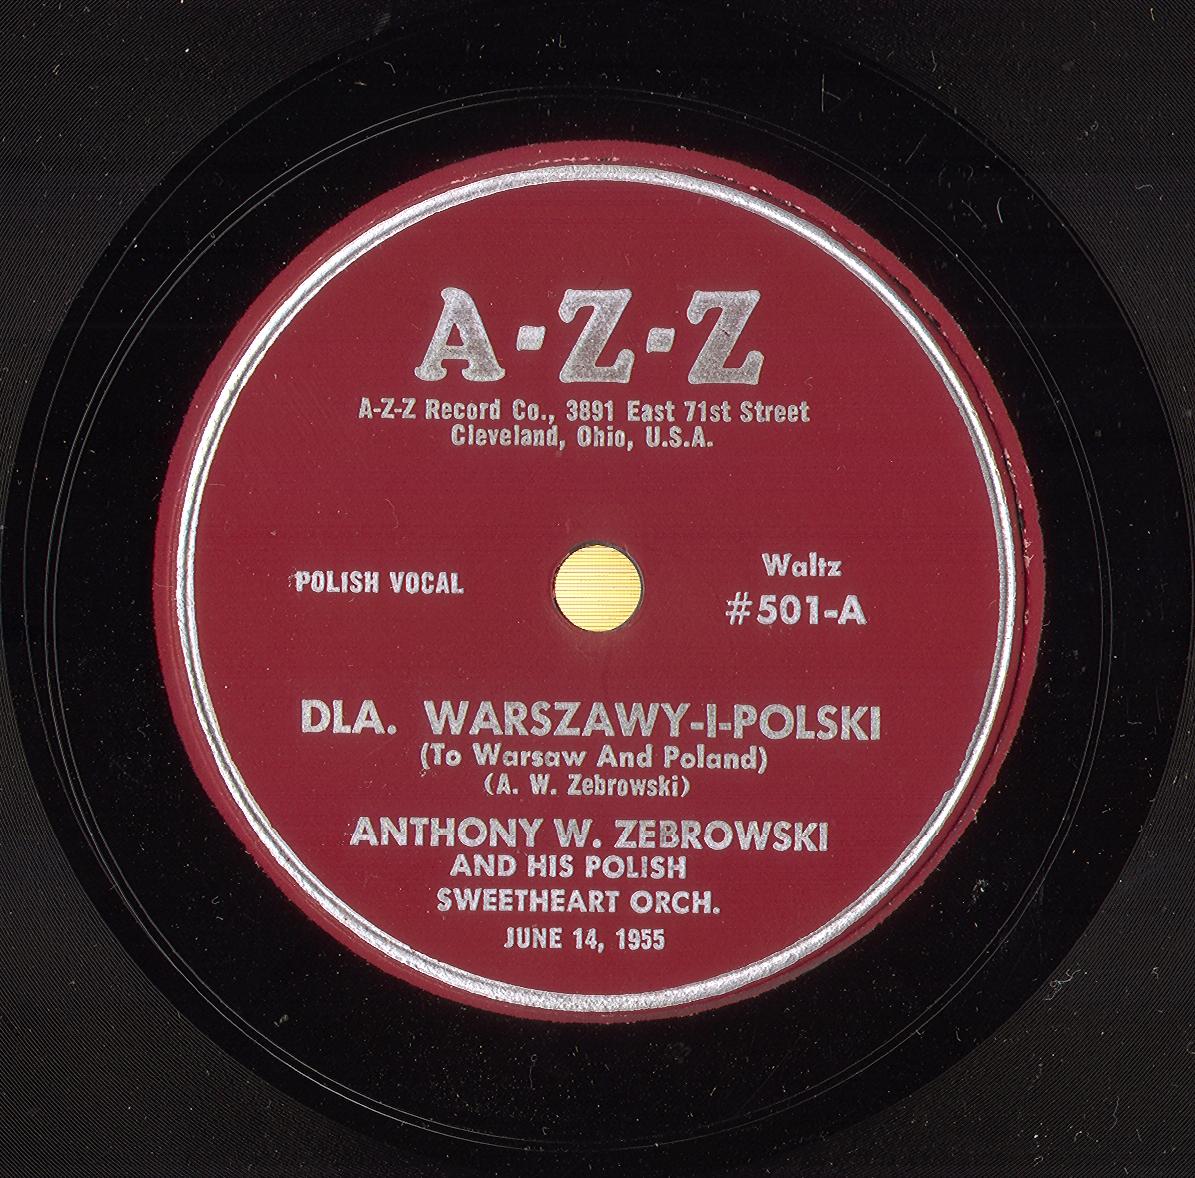 A-Z-Z
A-Z-Z Record Co., 3891 East 71st Street
Cleveland, Ohio, U.S.A.
POLISH VOCAL
Waltz
#501-A
DLA. WARSZAWY-I-POLSKI
(To Warsaw And Poland)
(A. W. Zebrowski)
ANTHONY W. ZEBROWSKI
AND HIS POLISH
SWEETHEART ORCH.
JUNE 14, 1955